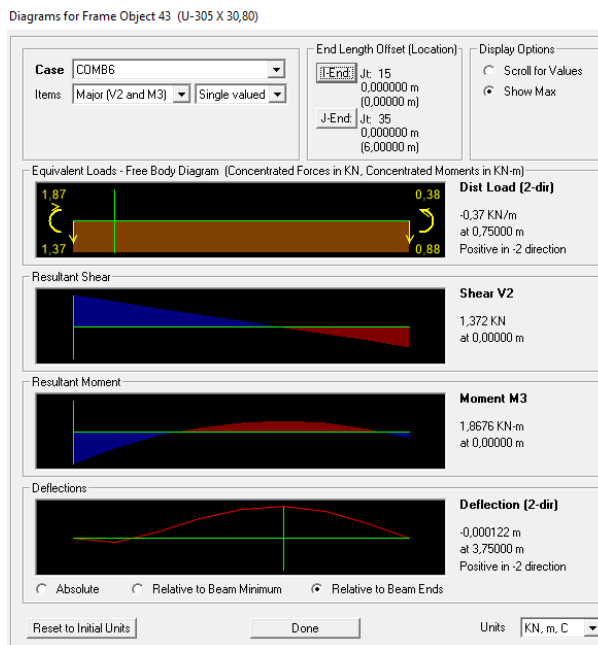 Diagrams for Frame Object 43 (U-305 X 30,80)
Case COMB6
Items Major (V2 and M3) Single valued
End Length Offset (Location)
I-End: Jt: 15
0,000000 m
(0,00000 m)
J-End: Jt: 35
0,000000 m
(6,00000 m)
Display Options
Scroll for Values
Show Max
Equivalent Loads - Free Body Diagram (Concentrated Forces in KN, Concentrated Moments in KN-m)
1,87 0,38
1,37 0,88
Dist Load (2-dir)
-0,37 KN/m
at 0,75000 m
Positive in -2 direction
Resultant Shear
Shear V2
1,372 KN
at 0,00000 m
Resultant Moment
Moment M3
1,8676 KN-m
at 0,00000 m
Deflections
Deflection (2-dir)
-0,000122 m
at 3,75000 m
Positive in -2 direction
Absolute Relative to Beam Minimum Relative to Beam Ends
Reset to Initial Units Done Units KN, m, C